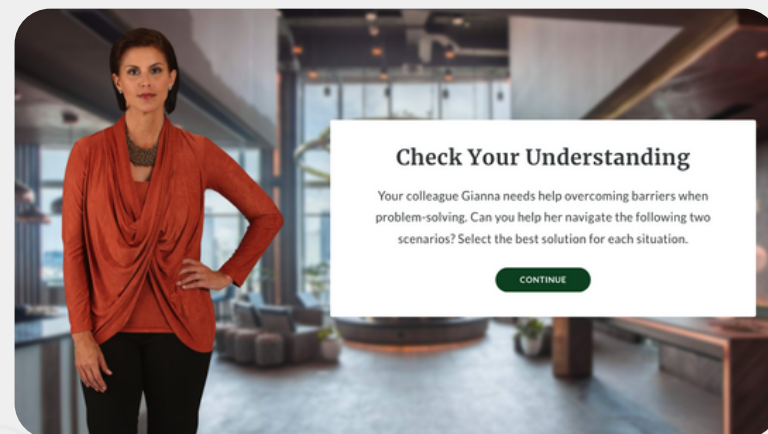 Check Your Understanding
Your colleague Gianna needs help overcoming barriers when
problem-solving. Can you help her navigate the following two
scenarios? Select the best solution for each situation.
CONTINUE